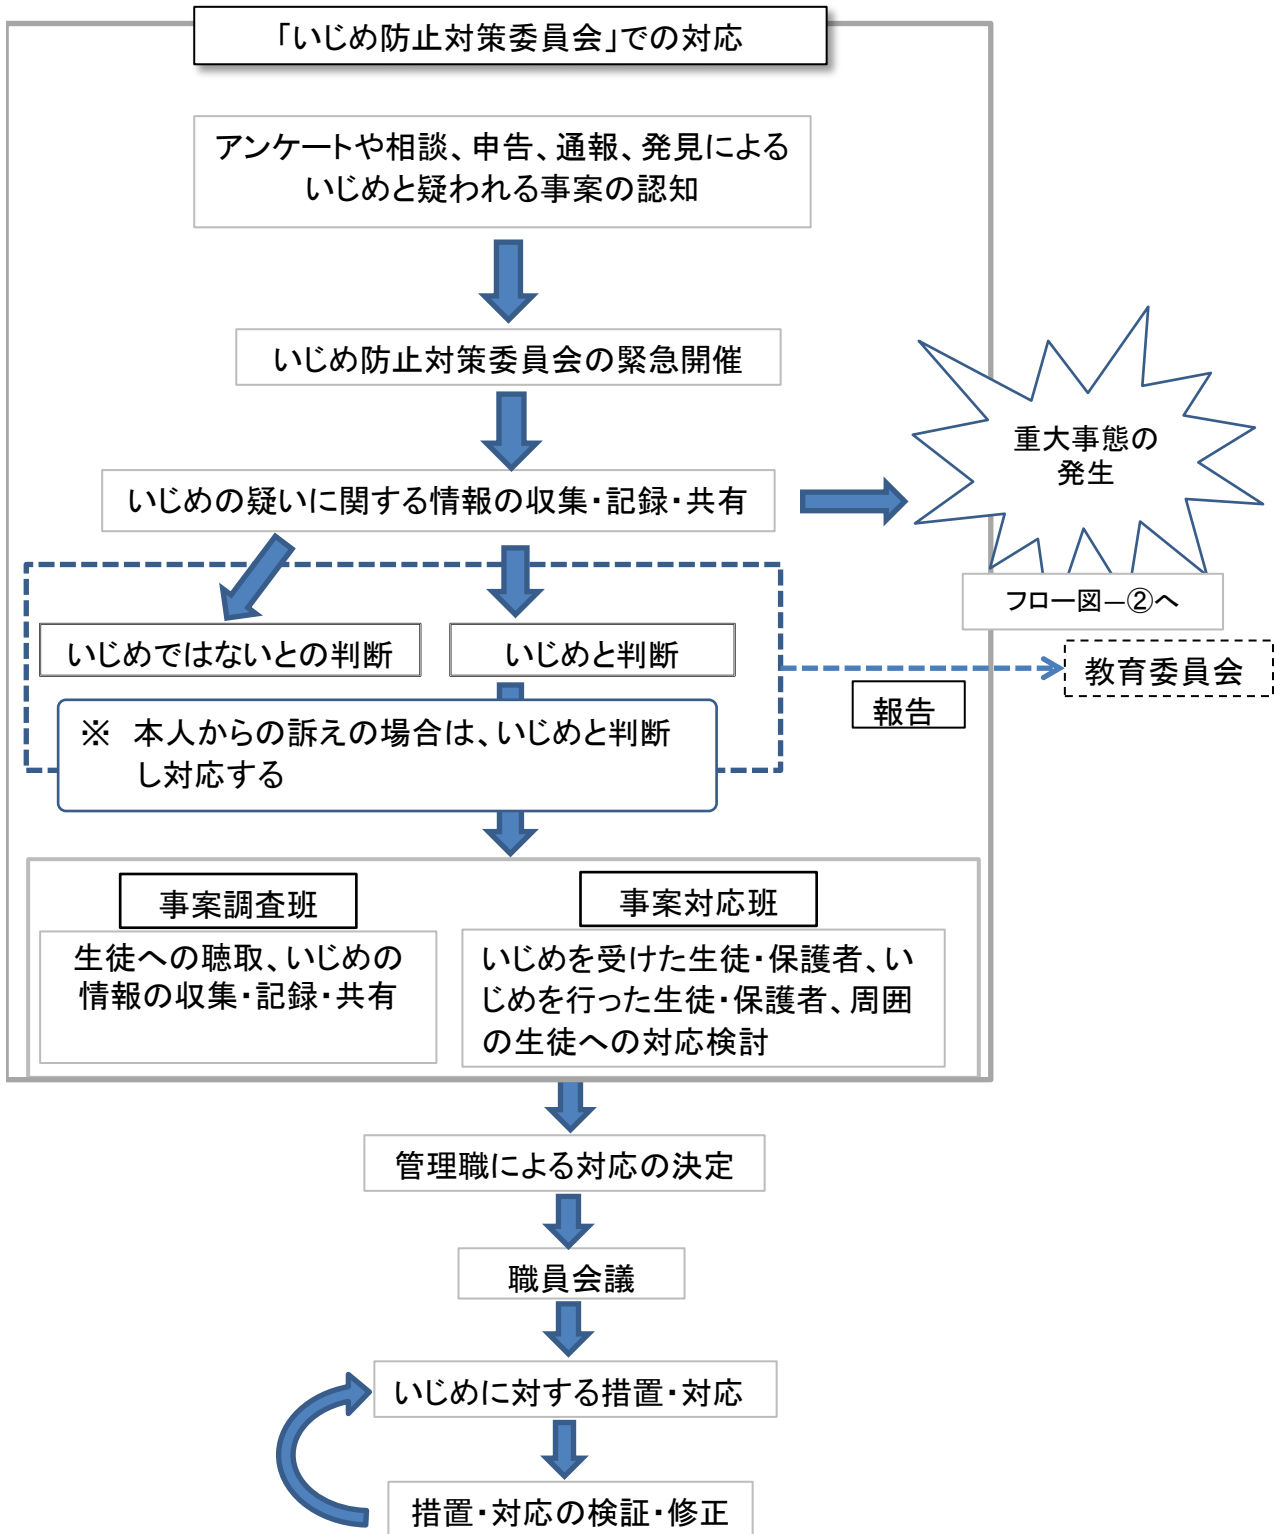 「いじめ防止対策委員会」での対応
アンケートや相談、申告、通報、発見による
いじめと疑われる事案の認知
いじめ防止対策委員会の緊急開催
いじめの疑いに関する情報の収集・記録・共有
重大事態の
発生
フロー図―②へ
いじめではないとの判断
いじめと判断
教育委員会
報告
※　本人からの訴えの場合は、いじめと判断
し対応する
事案調査班
生徒への聴取、いじめの
情報の収集・記録・共有
事案対応班
いじめを受けた生徒・保護者、い
じめを行った生徒・保護者、周囲
の生徒への対応検討
管理職による対応の決定
職員会議
いじめに対する措置・対応
措置・対応の検証・修正